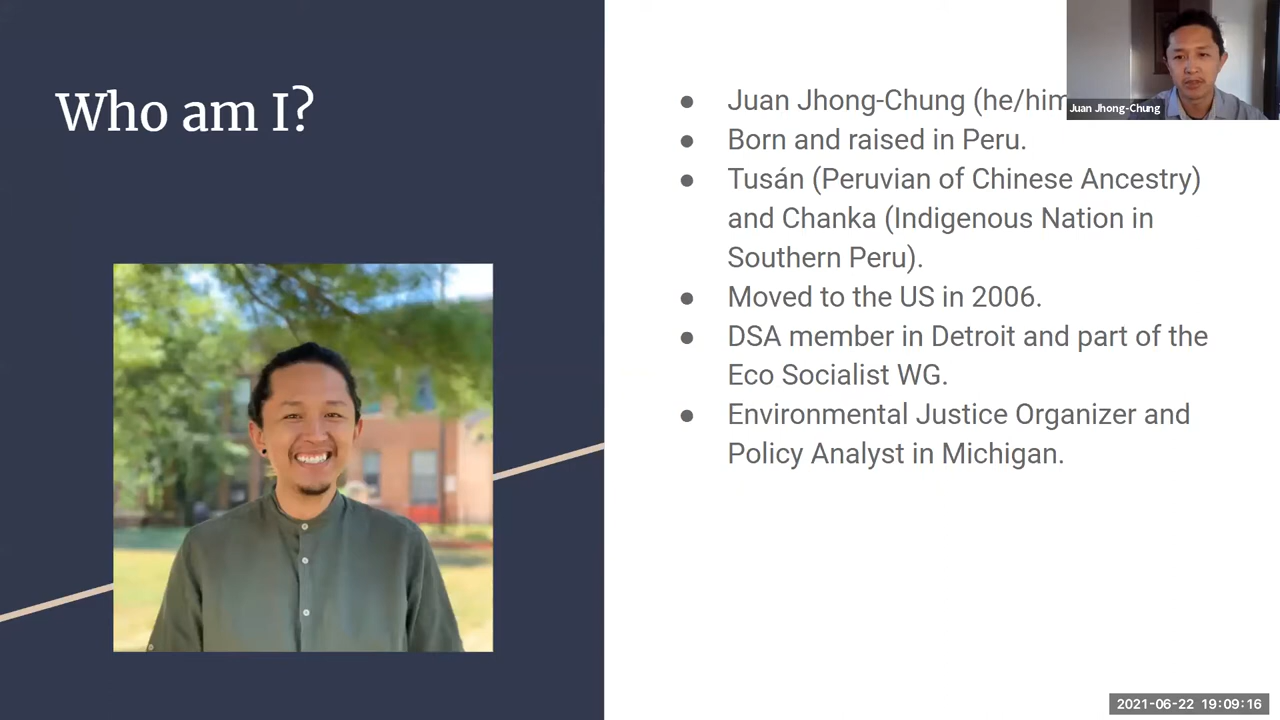 Who am I?
Juan Jhong-Chung (he/him
Juan Jhong-Chung
Born and raised in Peru.
Tusán (Peruvian of Chinese Ancestry)
and Chanka (Indigenous Nation in
Southern Peru).
Moved to the US in 2006.
DSA member in Detroit and part of the
Eco Socialist WG.
Environmental Justice Organizer and
Policy Analyst in Michigan.
2021-06-22 19:09:16